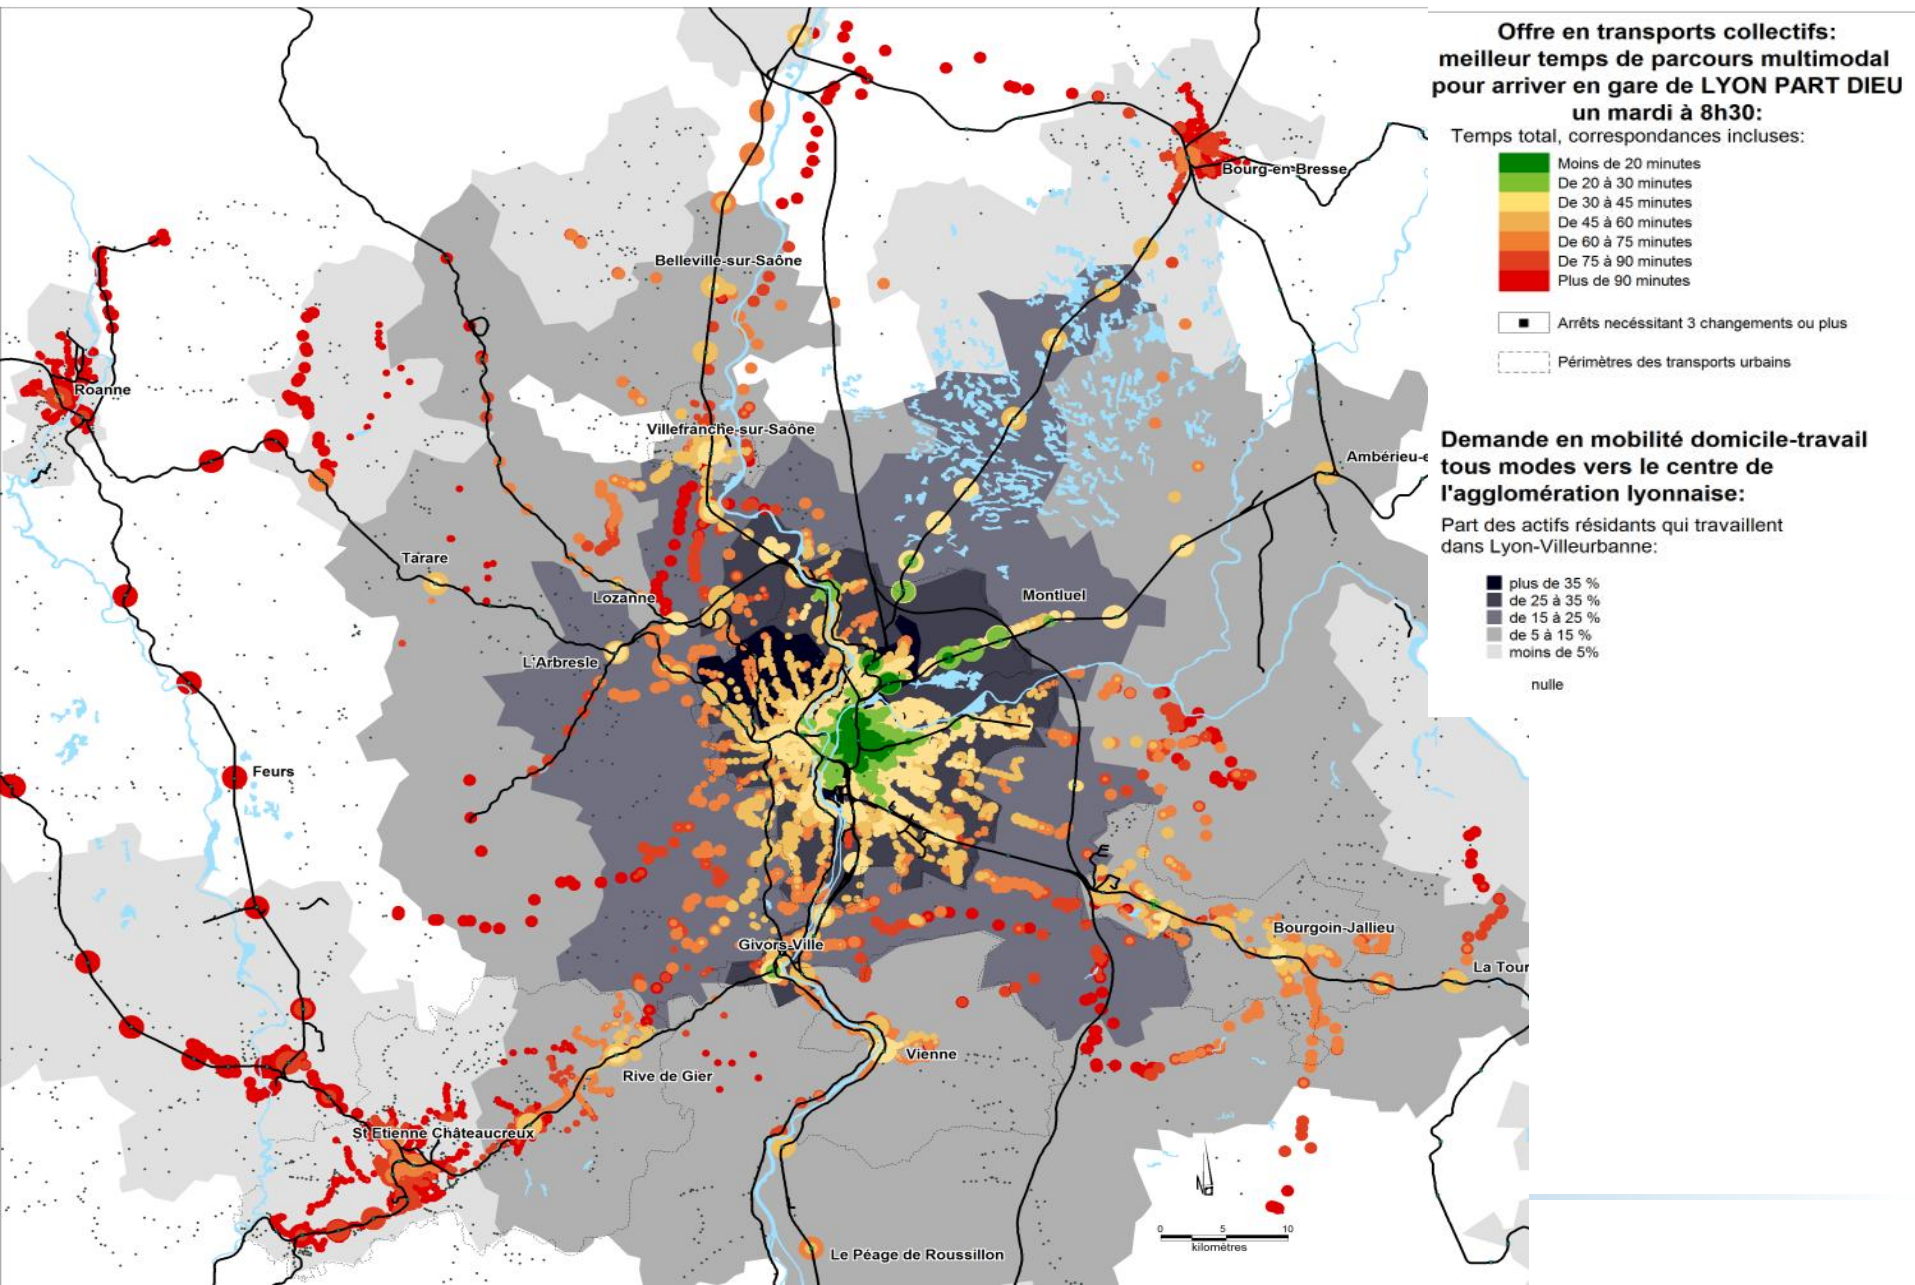 Offre en transports collectifs:
meilleur temps de parcours multimodal
pour arriver en gare de LYON PART DIEU
un mardi à 8h30:
Temps total, correspondances incluses:
Moins de 20 minutes
De 20 à 30 minutes
De 30 à 45 minutes
De 45 à 60 minutes
De 60 à 75 minutes
De 75 à 90 minutes
Plus de 90 minutes
Arrêts necéssitant 3 changements ou plus
Périmètres des transports urbains
Demande en mobilité domicile-travail
tous modes vers le centre de
l'agglomération lyonnaise:
Part des actifs résidants qui travaillent
dans Lyon-Villeurbanne:
plus de 35 %
de 25 à 35 %
de 15 à 25 %
de 5 à 15 %
moins de 5%
nulle
Bourg-en-Bresse
Belleville-sur-Saône
Roanne
Villefranche-sur-Saône
Ambérieu-e
Tarare
Lozanne
Montluel
L'Arbresle
Feurs
Bourgoin-Jallieu
Givors-Ville
La Tour
Vienne
Rive de Gier
St Etienne Châteaucreux
Le Péage de Roussillon
0 5 10
kilomètres